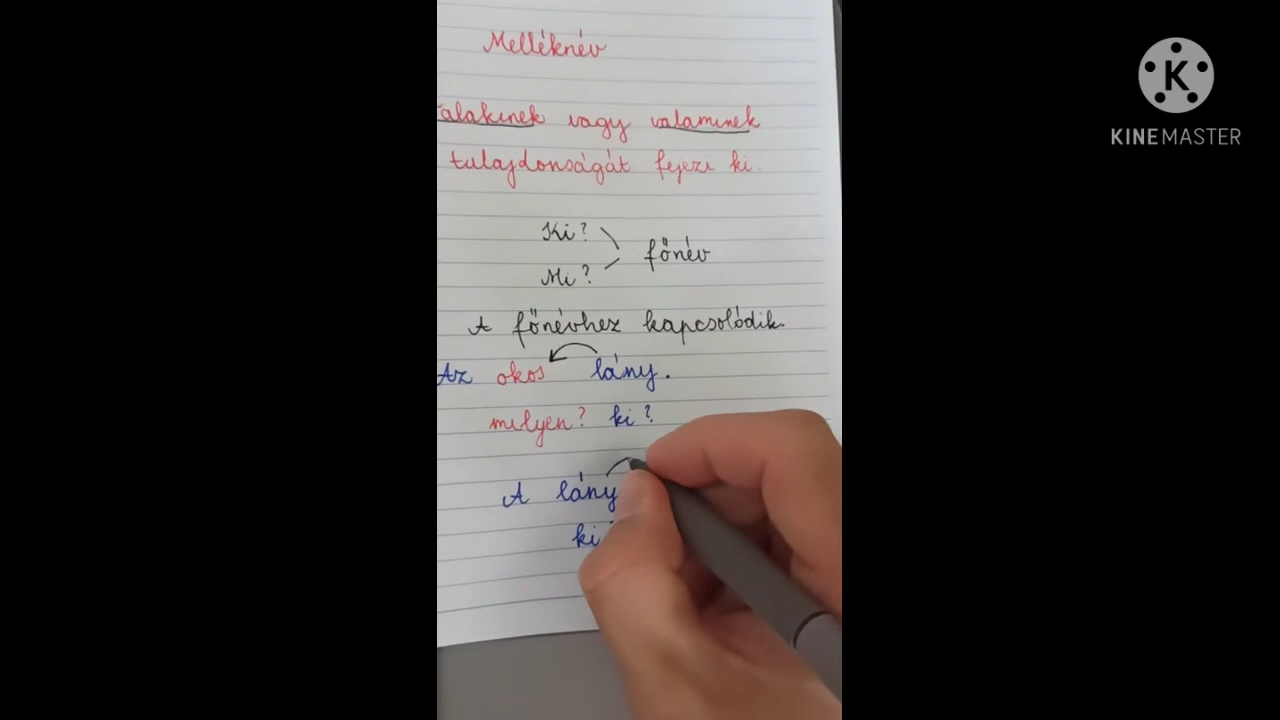 Melléknév
valakinek vagy valaminek
tulajdonságát fejezi ki.
Ki?
főnév
Mi?
A főnévhez kapcsolódik.
Az okos lány.
milyen? ki?
A lány
ki
K
KINEMASTER